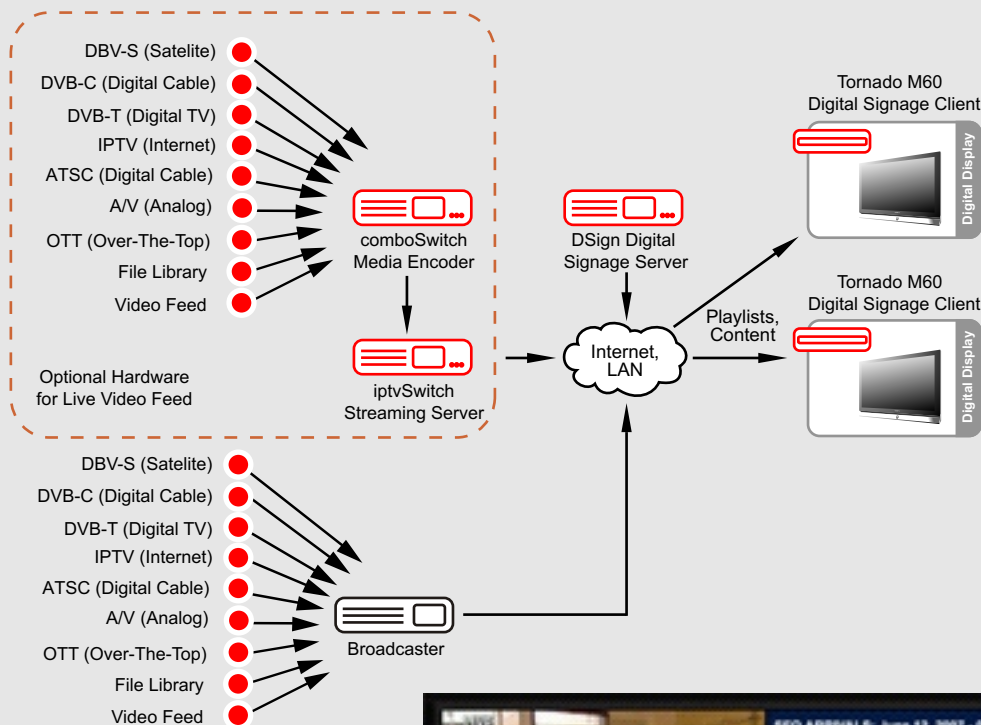 DBV-S (Satelite)
DVB-C (Digital Cable)
DVB-T (Digital TV)
IPTV (Internet)
ATSC (Digital Cable)
A/V (Analog)
OTT (Over-The-Top)
File Library
Video Feed
Optional Hardware
for Live Video Feed
comboSwitch
Media Encoder
iptvSwitch
Streaming Server
DSign Digital
Signage Server
Internet,
LAN
Playlists,
Content
Tornado M60
Digital Signage Client
Digital Display
Tornado M60
Digital Signage Client
Digital Display
DBV-S (Satelite)
DVB-C (Digital Cable)
DVB-T (Digital TV)
IPTV (Internet)
ATSC (Digital Cable)
A/V (Analog)
OTT (Over-The-Top)
File Library
Video Feed
Broadcaster